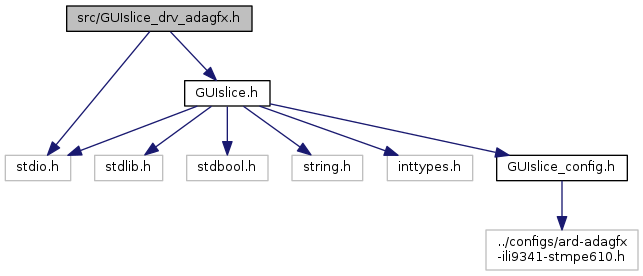 src/GUIslice_drv_adagfx.h
GUIslice.h
stdio.h
stdlib.h
stdbool.h
string.h
inttypes.h
GUIslice_config.h
../configs/ard-adagfx
-ili9341-stmpe610.h